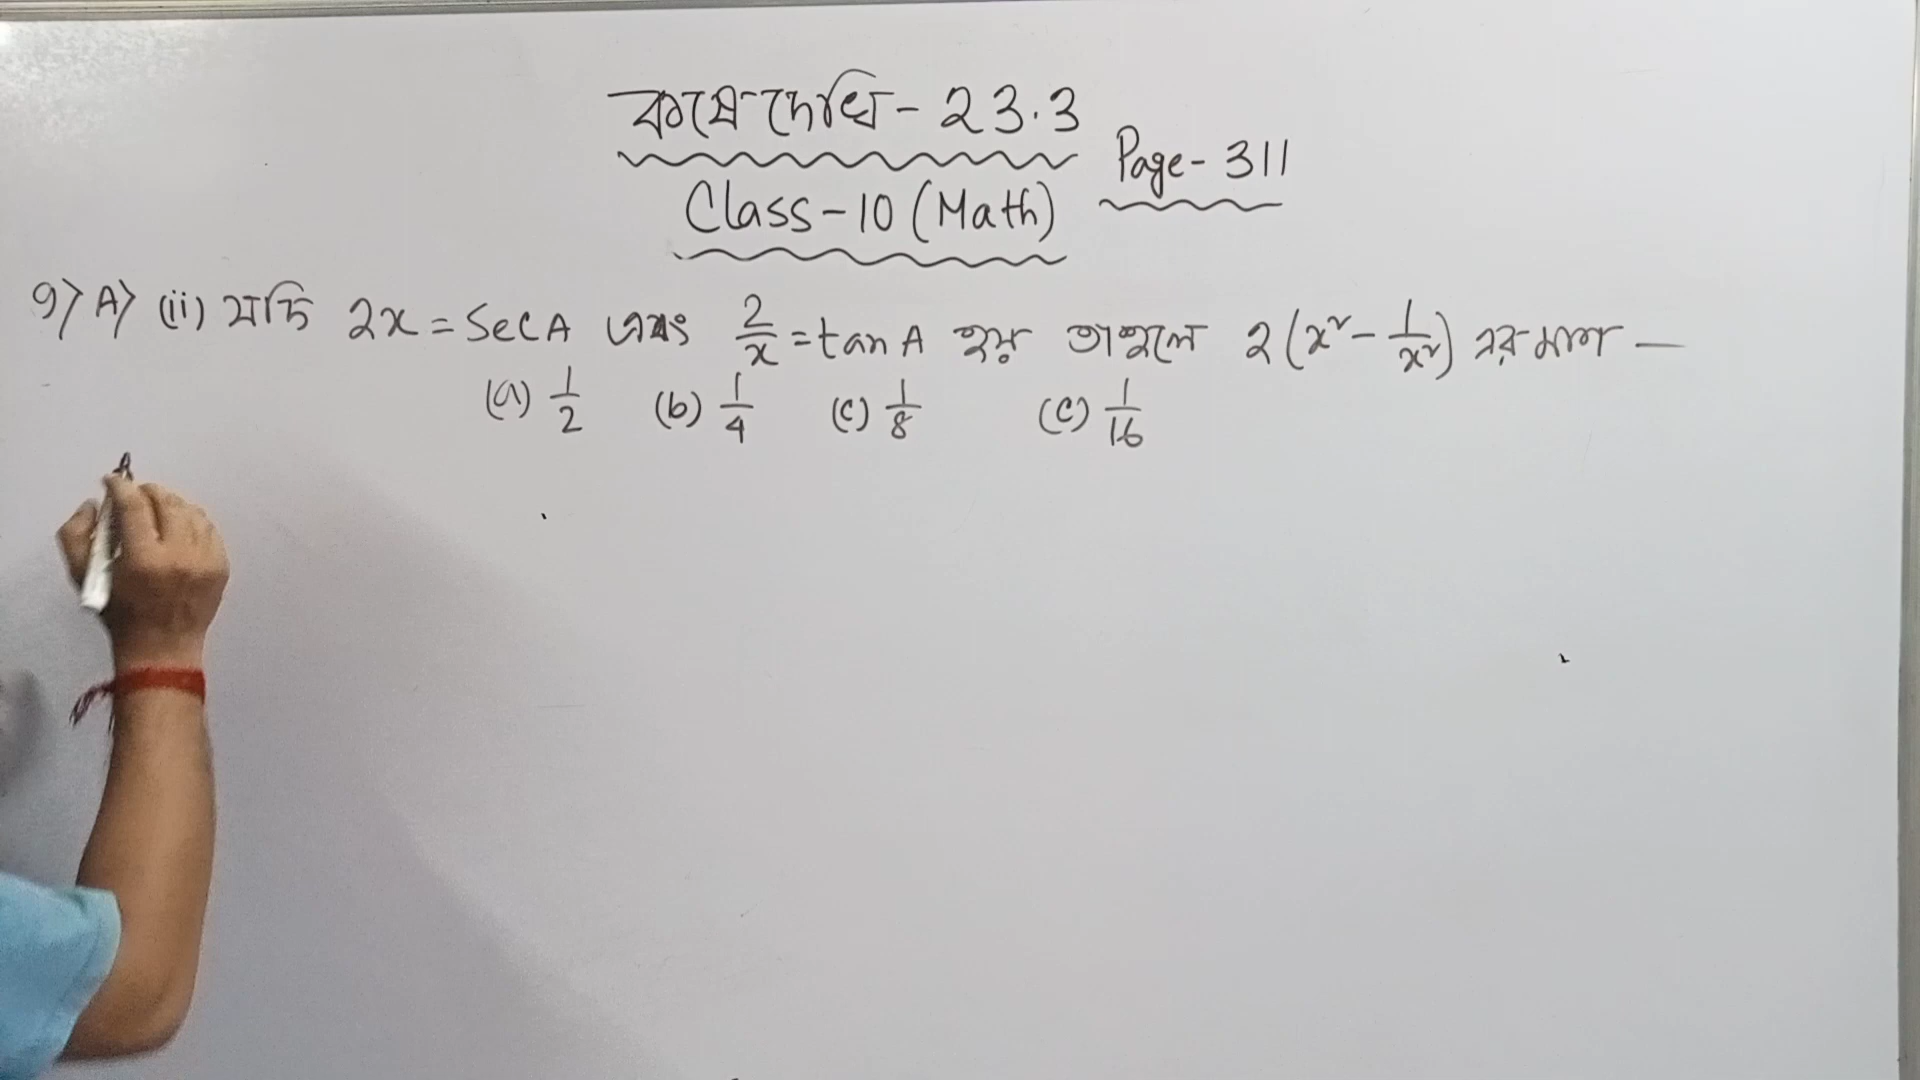 কষে দেখি - 23.3
Page - 311
Class - 10 (Math)
9) A) (ii) যদি 2x = Sec A এবং 2/x = tan A হয় তাহলে 2(x² - 1/x²) এর মান —
(a) 1/2 (b) 1/4 (c) 1/8 (c) 1/16